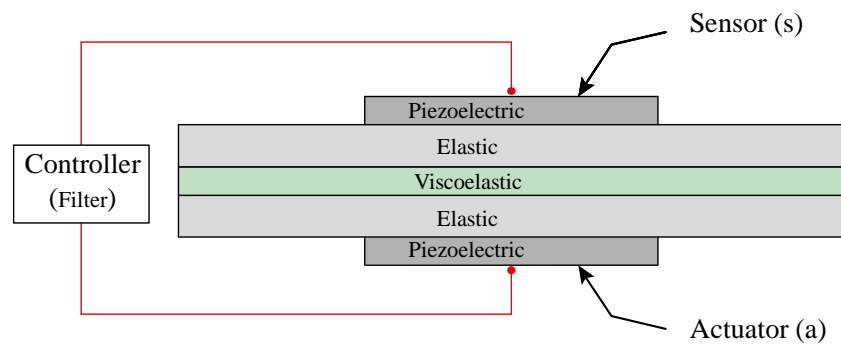 Sensor (s)
Piezoelectric
Elastic
Controller
(Filter)
Viscoelastic
Elastic
Piezoelectric
Actuator (a)